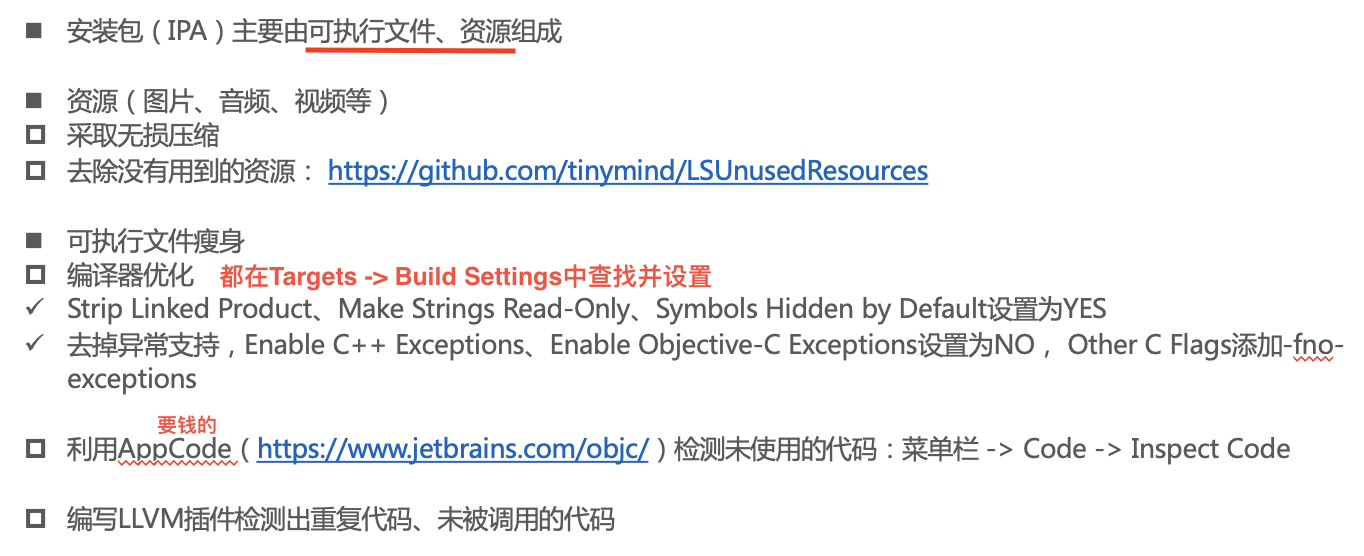 ■ 安装包（IPA）主要由可执行文件、资源组成
■ 资源（图片、音频、视频等）
□ 采取无损压缩
□ 去除没有用到的资源： https://github.com/tinymind/LSUnusedResources
■ 可执行文件瘦身
□ 编译器优化 都在Targets -> Build Settings中查找并设置
✓ Strip Linked Product、Make Strings Read-Only、Symbols Hidden by Default设置为YES
✓ 去掉异常支持，Enable C++ Exceptions、Enable Objective-C Exceptions设置为NO， Other C Flags添加-fno-
exceptions
要钱的
□ 利用AppCode（https://www.jetbrains.com/objc/）检测未使用的代码：菜单栏 -> Code -> Inspect Code
□ 编写LLVM插件检测出重复代码、未被调用的代码